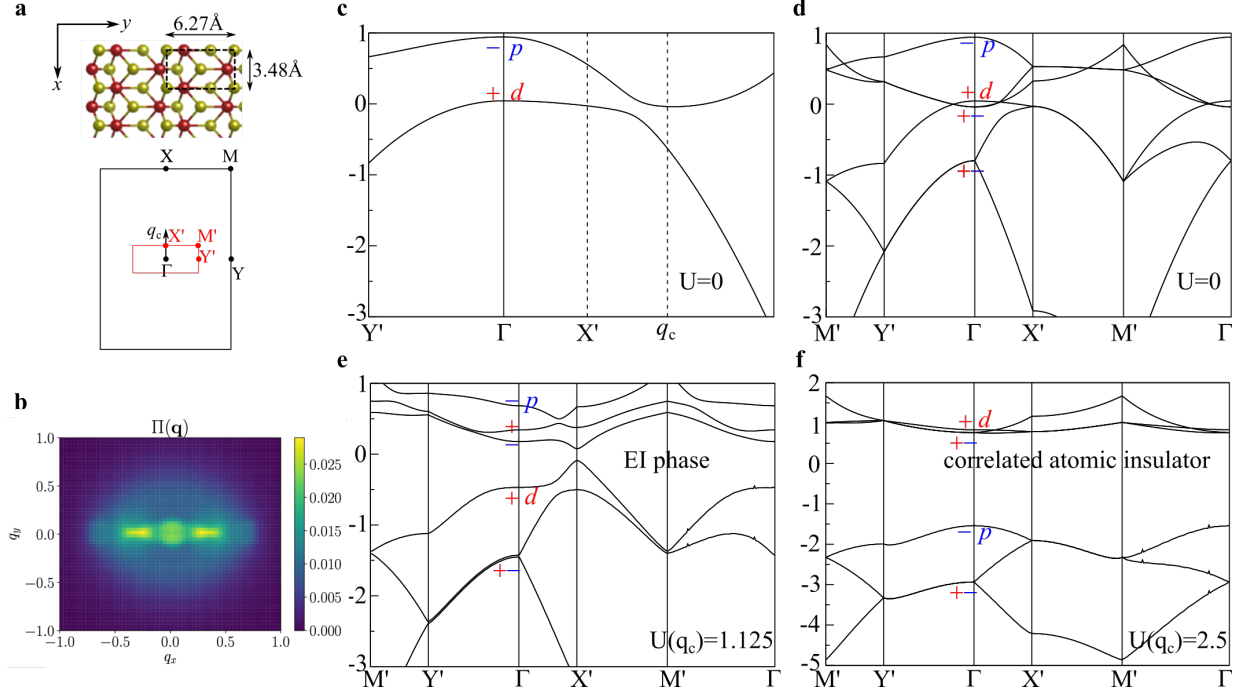 a
y
6.27Å
3.48Å
x
X
M
q_c
X'
M'
Γ
Y'
Y
b
Π(q)
1.0
0.5
0.0
−0.5
−1.0
q_y
−1.0
−0.5
0.0
0.5
1.0
q_x
0.025
0.020
0.015
0.010
0.005
0.000
c
1
0
-1
-2
-3
− p
+ d
U=0
Y'
Γ
X'
q_c
d
1
0
-1
-2
-3
− p
+ d
+−
+−
U=0
M'
Y'
Γ
X'
M'
Γ
e
1
0
-1
-2
-3
− p
+
−
EI phase
+ d
+−
U(q_c)=1.125
M'
Y'
Γ
X'
M'
Γ
f
2
1
0
-1
-2
-3
-4
-5
+ d
+−
correlated atomic insulator
− p
+−
U(q_c)=2.5
M'
Y'
Γ
X'
M'
Γ